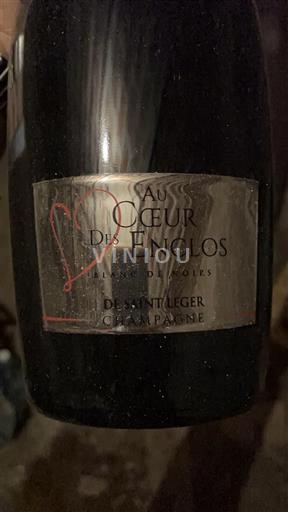 AU
CŒUR
DES ENGLOS
VINIOU
BLANC DE NOIRS
DE SAINT LEGER
CHAMPAGNE